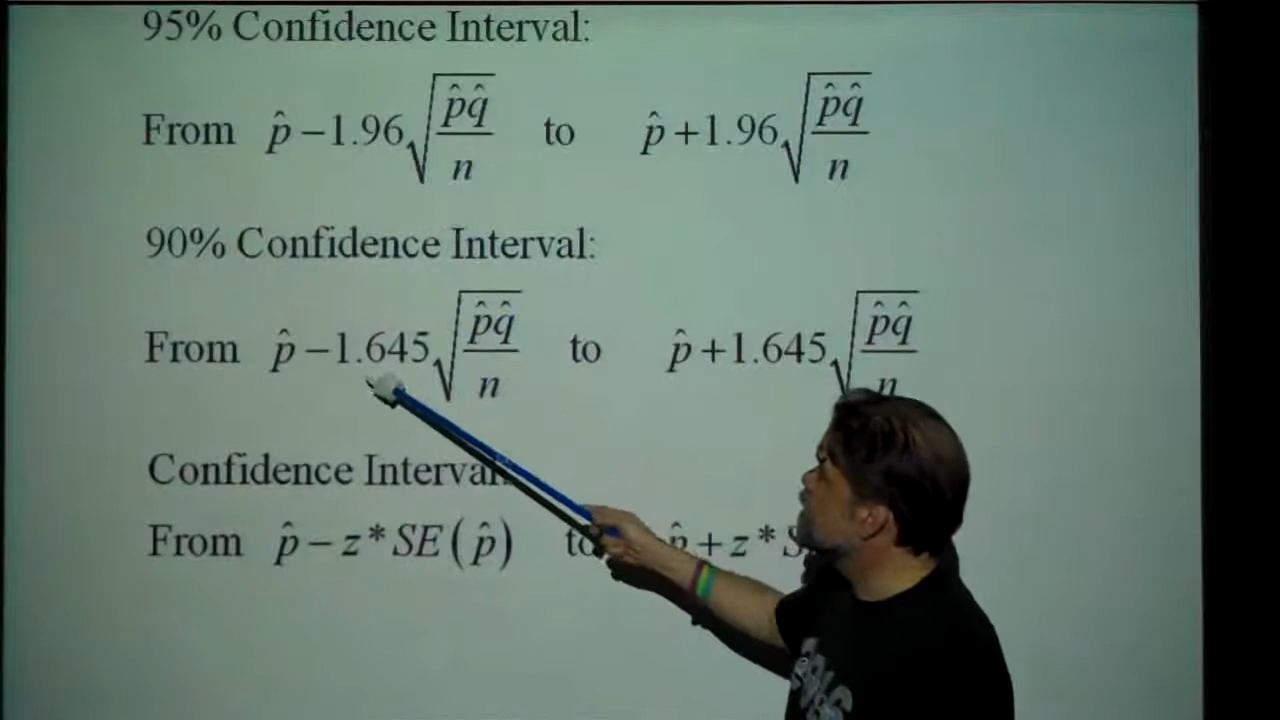 95% Confidence Interval:
From p̂ − 1.96 √(p̂q̂/n) to p̂ + 1.96 √(p̂q̂/n)
90% Confidence Interval:
From p̂ − 1.645 √(p̂q̂/n) to p̂ + 1.645 √(p̂q̂/n)
Confidence Interval
From p̂ − z * SE(p̂) to p̂ + z * S